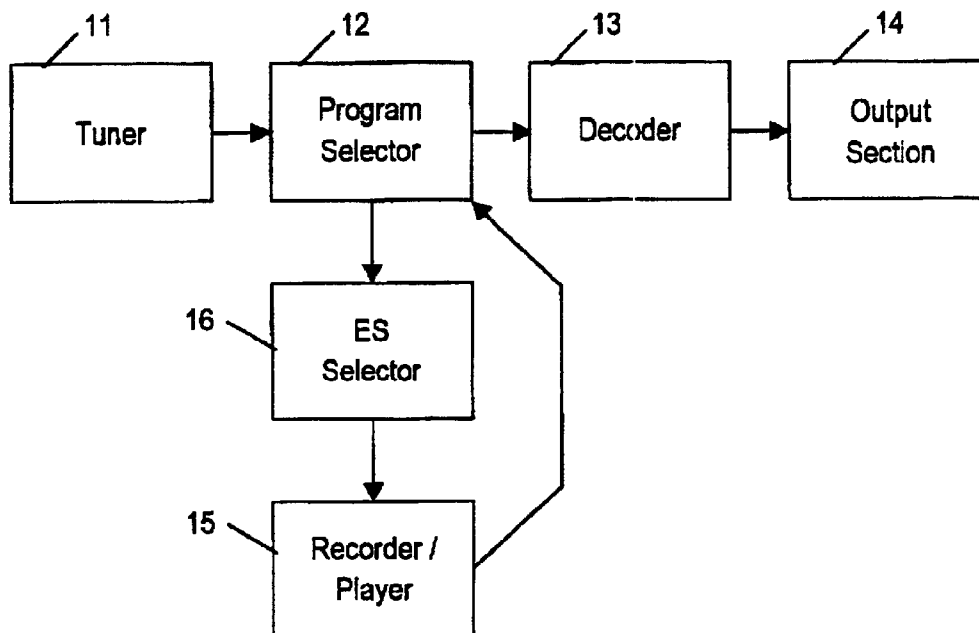 11
12
13
14
Tuner
Program
Selector
Decoder
Output
Section
16
ES
Selector
15
Recorder /
Player